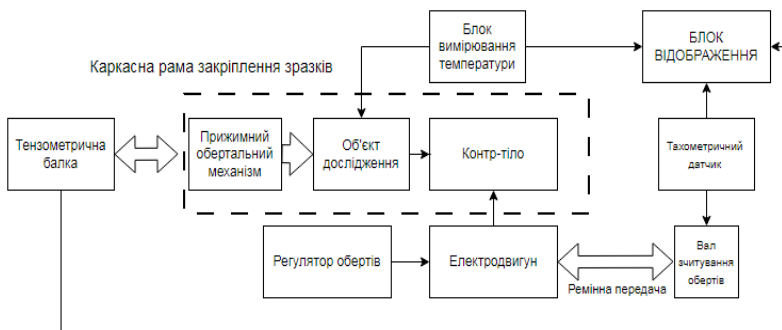 Блок
вимірювання
температури
БЛОК
ВІДОБРАЖЕННЯ
Каркасна рама закріплення зразків
Тензометрична
балка
Прижимний
обертальний
механізм
Об'єкт
дослідження
Контр-тіло
Тахометричний
датчик
Регулятор обертів
Електродвигун
Ремінна передача
Вал
зчитування
обертів